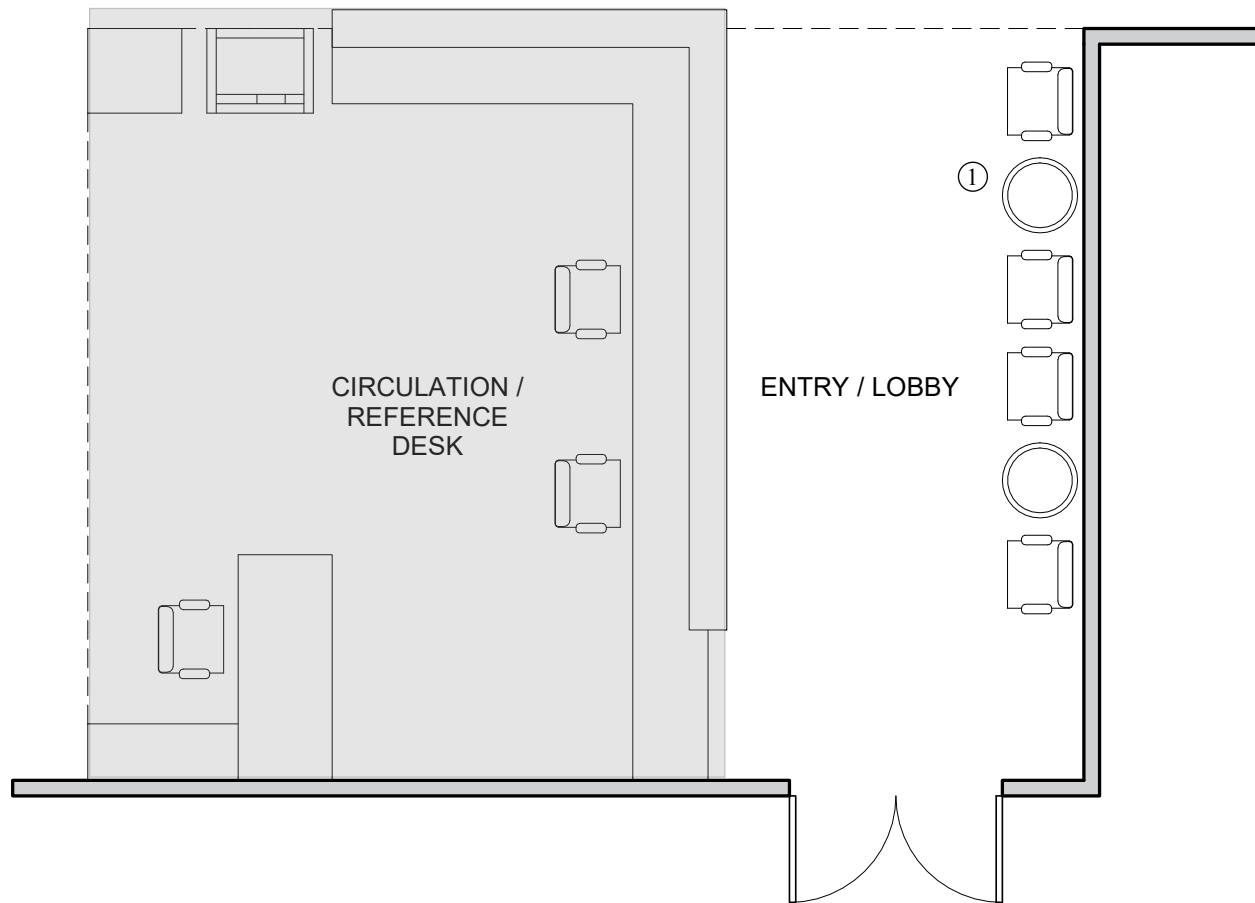 ①
CIRCULATION /
REFERENCE
DESK
ENTRY / LOBBY